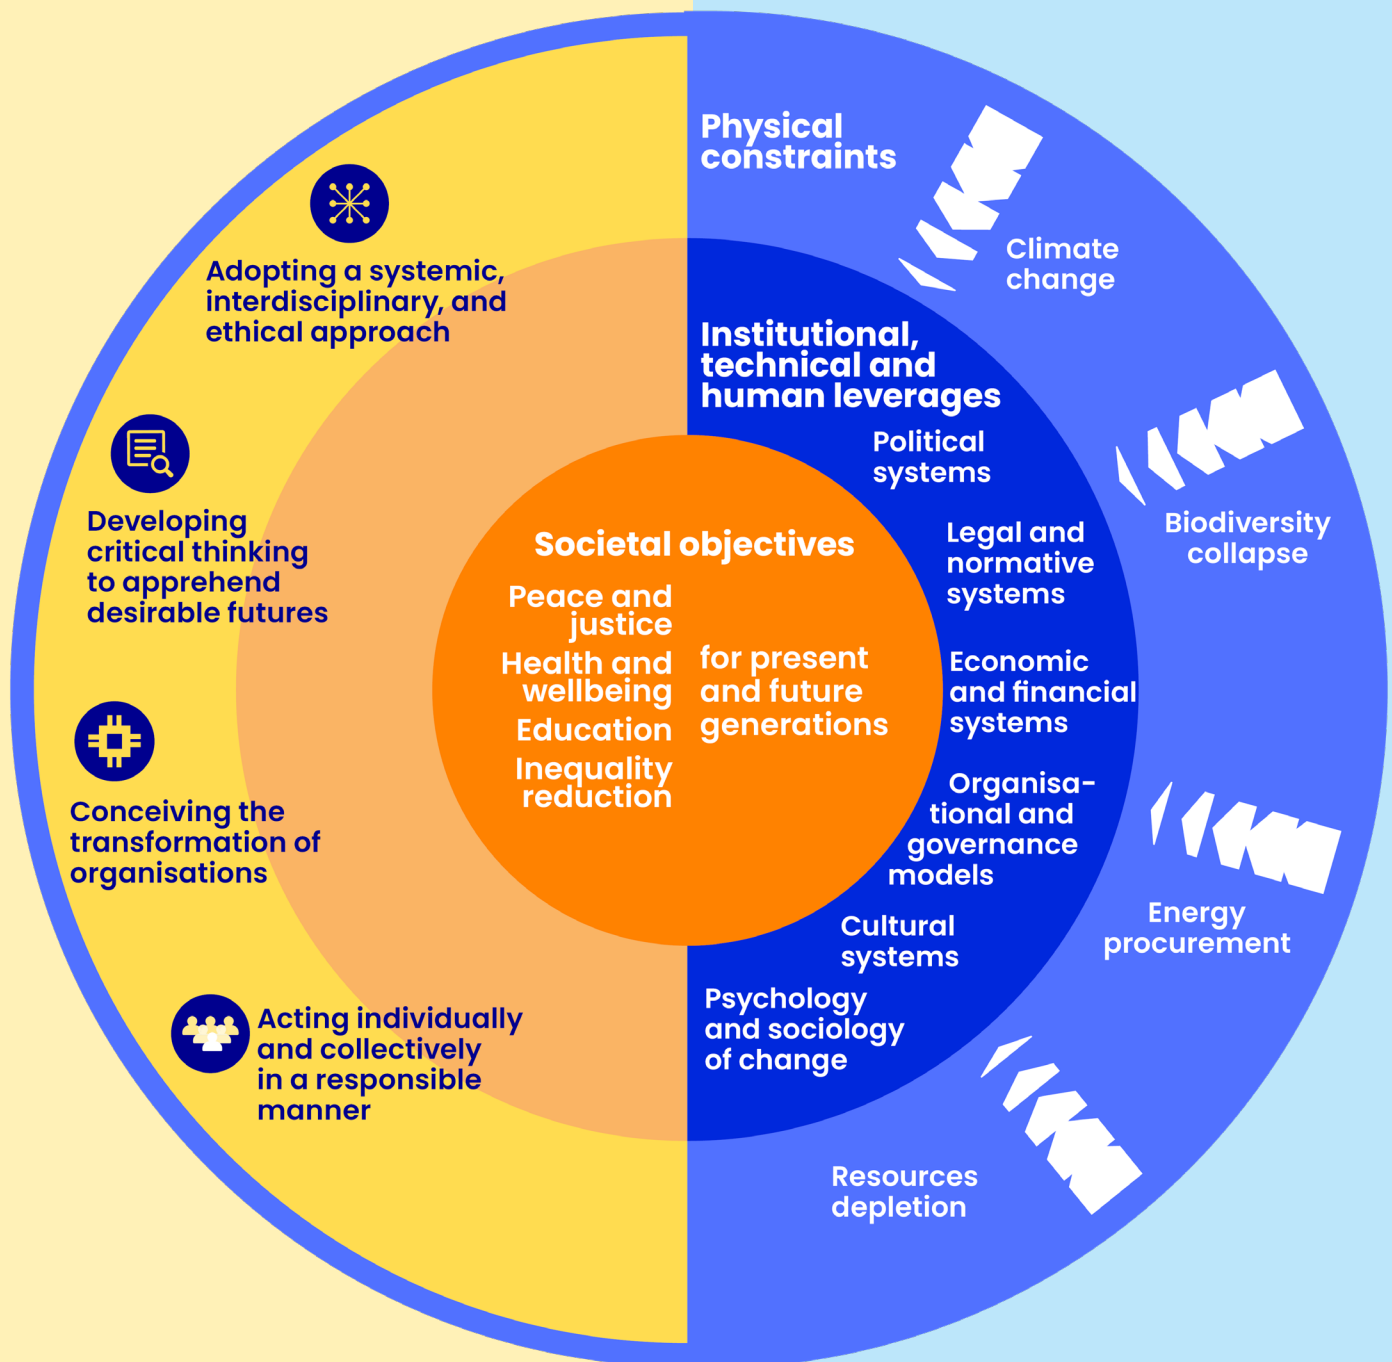 Adopting a systemic,
interdisciplinary, and
ethical approach
Developing
critical thinking
to apprehend
desirable futures
Conceiving the
transformation of
organisations
Acting individually
and collectively
in a responsible
manner
Societal objectives
Peace and
justice
Health and
wellbeing
Education
Inequality
reduction
for present
and future
generations
Physical
constraints
Climate
change
Biodiversity
collapse
Energy
procurement
Resources
depletion
Institutional,
technical and
human leverages
Political
systems
Legal and
normative
systems
Economic
and financial
systems
Organisa-
tional and
governance
models
Cultural
systems
Psychology
and sociology
of change